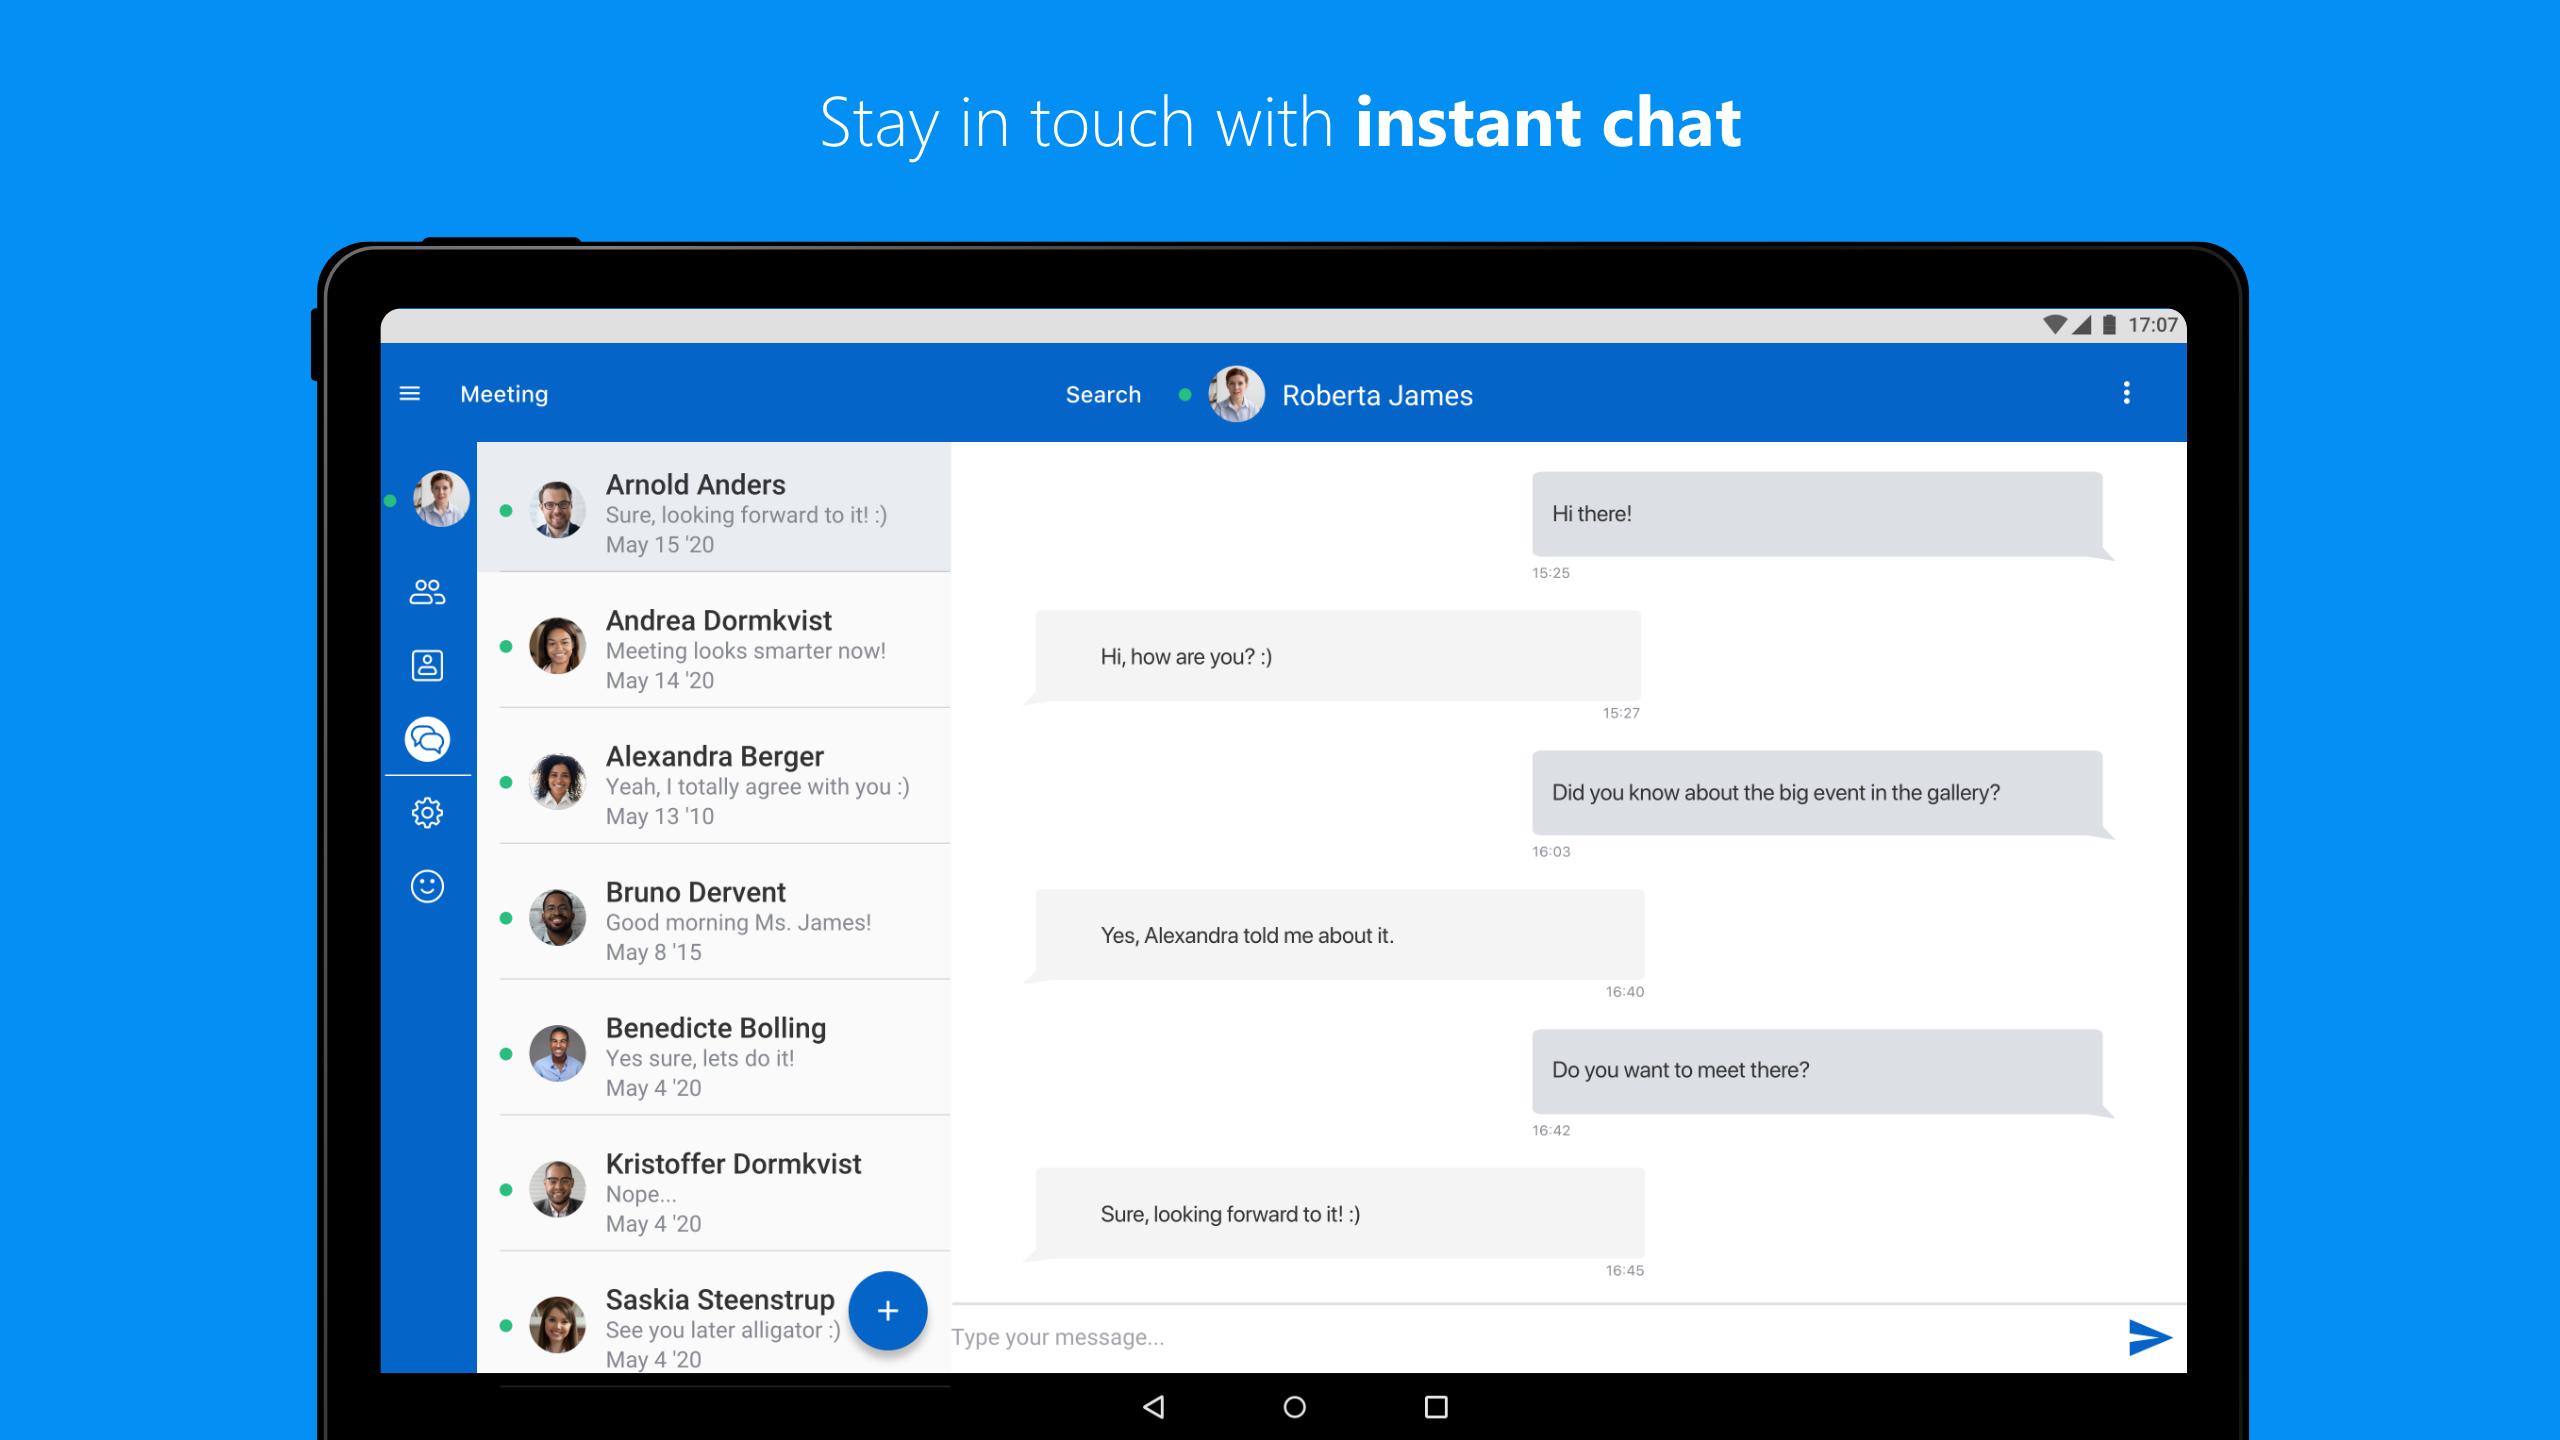 Stay in touch with instant chat
17:07
Meeting
Search
Roberta James
Arnold Anders
Sure, looking forward to it! :)
May 15 '20
Andrea Dormkvist
Meeting looks smarter now!
May 14 '20
Alexandra Berger
Yeah, I totally agree with you :)
May 13 '10
Bruno Dervent
Good morning Ms. James!
May 8 '15
Benedicte Bolling
Yes sure, lets do it!
May 4 '20
Kristoffer Dormkvist
Nope...
May 4 '20
Saskia Steenstrup
See you later alligator :)
May 4 '20
Hi there!
15:25
Hi, how are you? :)
15:27
Did you know about the big event in the gallery?
16:03
Yes, Alexandra told me about it.
16:40
Do you want to meet there?
16:42
Sure, looking forward to it! :)
16:45
Type your message...